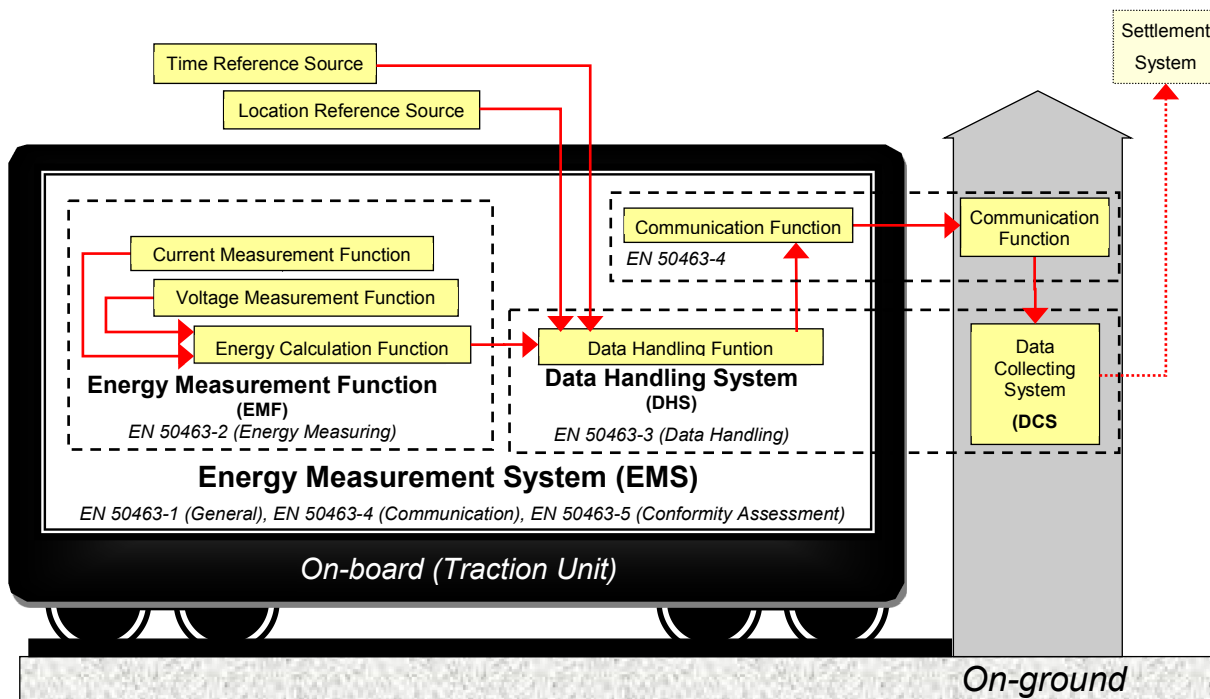 Settlement
System
Time Reference Source
Location Reference Source
Communication Function
EN 50463-4
Communication
Function
Current Measurement Function
Voltage Measurement Function
Energy Calculation Function
Energy Measurement Function
(EMF)
EN 50463-2 (Energy Measuring)
Data Handling Funtion
Data Handling System
(DHS)
EN 50463-3 (Data Handling)
Data
Collecting
System
(DCS
Energy Measurement System (EMS)
EN 50463-1 (General), EN 50463-4 (Communication), EN 50463-5 (Conformity Assessment)
On-board (Traction Unit)
On-ground